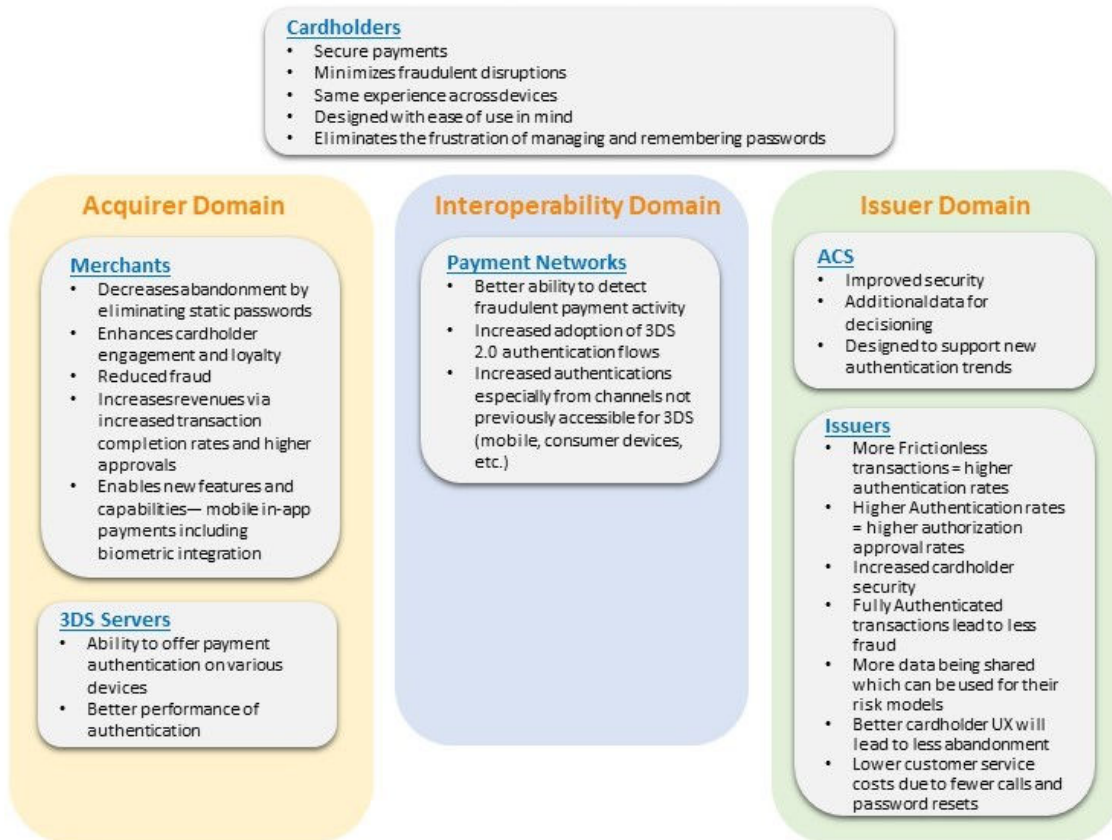 Cardholders
• Secure payments
• Minimizes fraudulent disruptions
• Same experience across devices
• Designed with ease of use in mind
• Eliminates the frustration of managing and remembering passwords
Acquirer Domain
Merchants
• Decreases abandonment by
eliminating static passwords
• Enhances cardholder
engagement and loyalty
• Reduced fraud
• Increases revenues via
increased transaction
completion rates and higher
approvals
• Enables new features and
capabilities— mobile in-app
payments including
biometric integration
3DS Servers
• Ability to offer payment
authentication on various
devices
• Better performance of
authentication
Interoperability Domain
Payment Networks
• Better ability to detect
fraudulent payment activity
• Increased adoption of 3DS
2.0 authentication flows
• Increased authentications
especially from channels not
previously accessible for 3DS
(mobile, consumer devices,
etc.)
Issuer Domain
ACS
• Improved security
• Additional data for
decisioning
• Designed to support new
authentication trends
Issuers
• More Frictionless
transactions = higher
authentication rates
• Higher Authentication rates
= higher authorization
approval rates
• Increased cardholder
security
• Fully Authenticated
transactions lead to less
fraud
• More data being shared
which can be used for their
risk models
• Better cardholder UX will
lead to less abandonment
• Lower customer service
costs due to fewer calls and
password resets